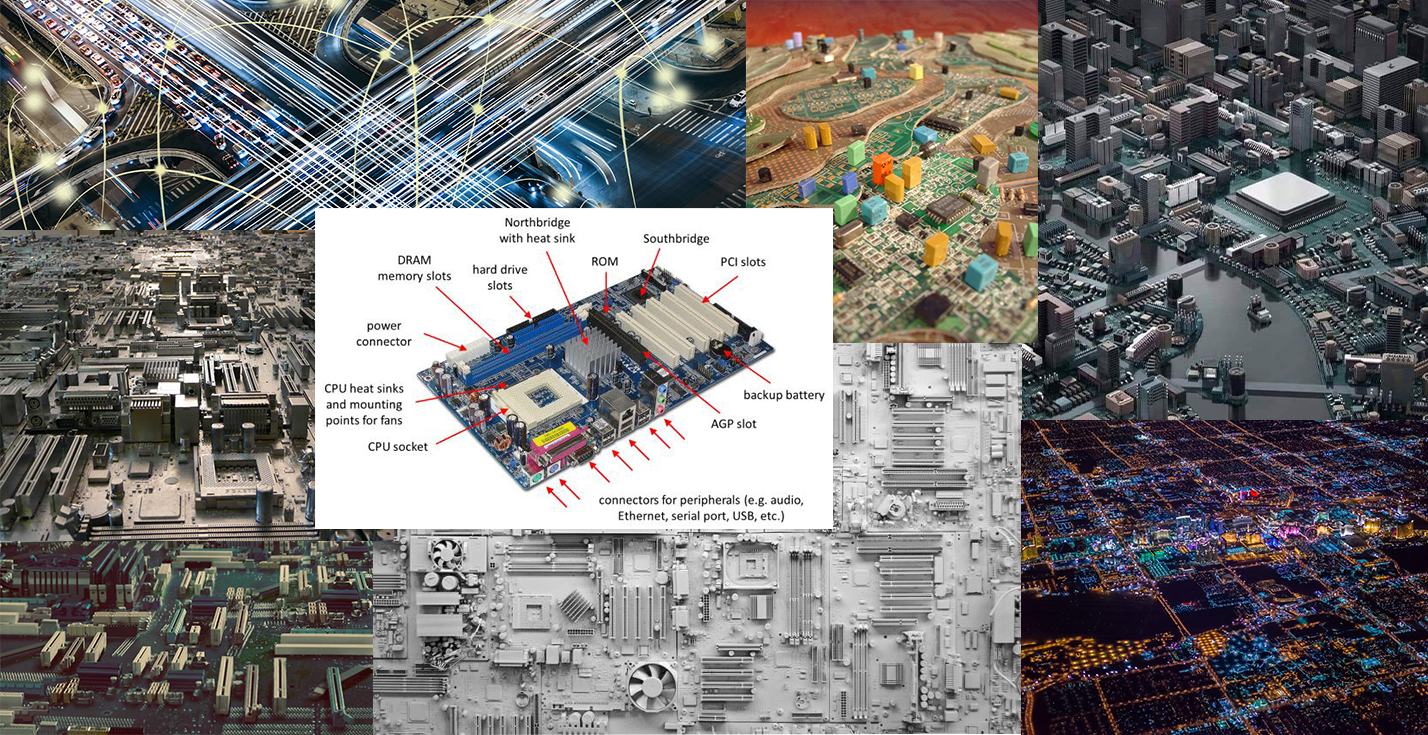 Northbridge
with heat sink
Southbridge
DRAM
memory slots
hard drive
slots
ROM
PCI slots
power
connector
CPU heat sinks
and mounting
points for fans
backup battery
AGP slot
CPU socket
connectors for peripherals (e.g. audio,
Ethernet, serial port, USB, etc.)